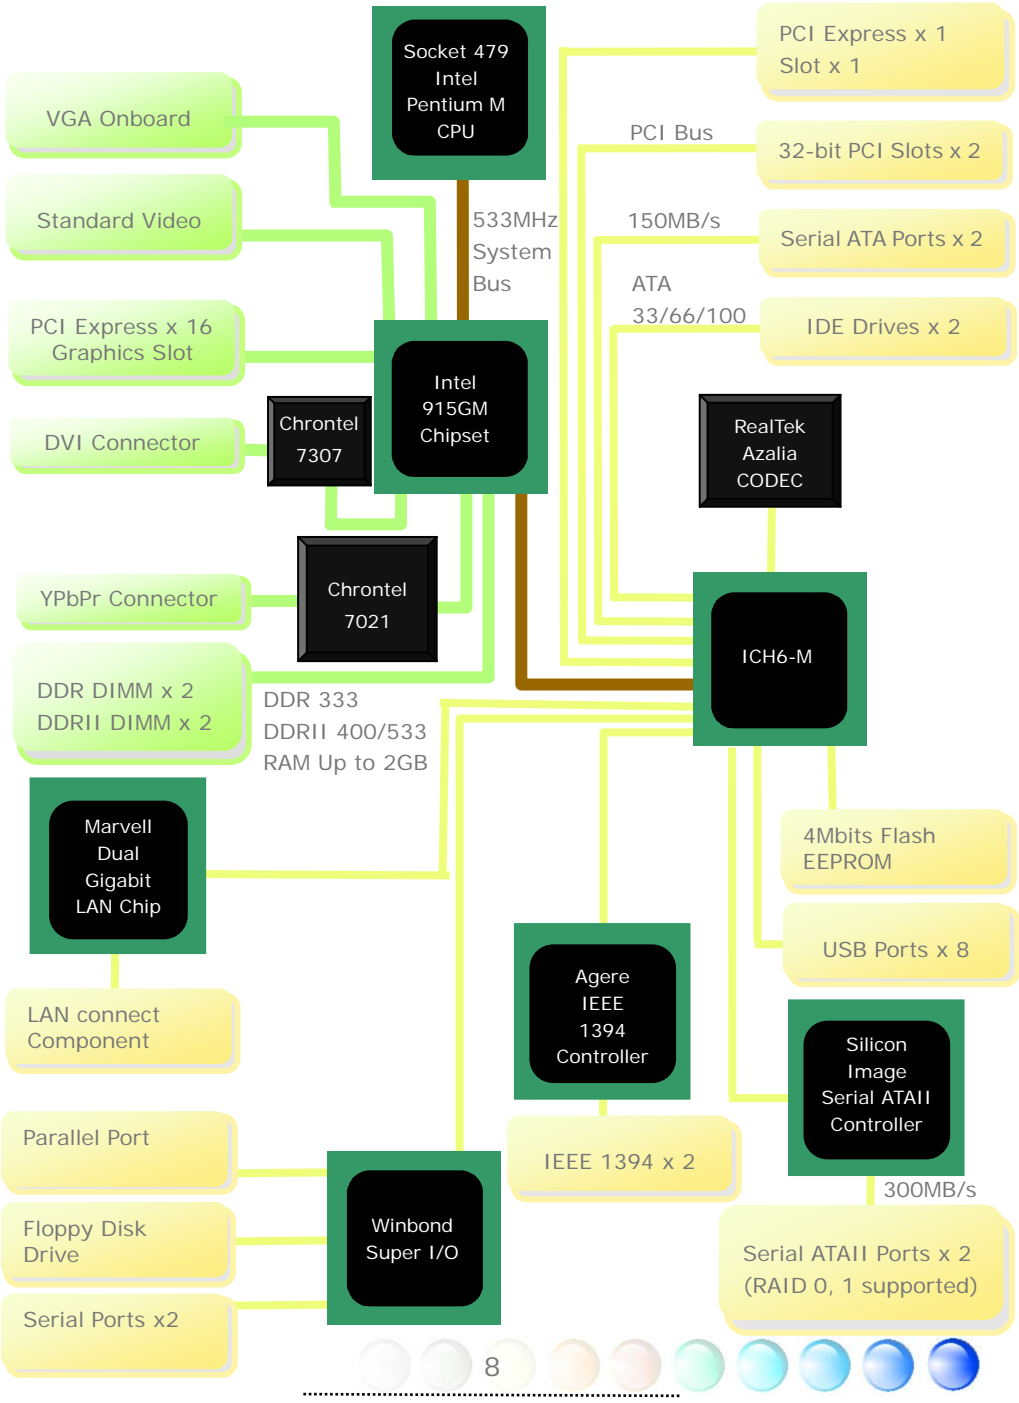 Socket 479
Intel
Pentium M
CPU
PCI Express x 1
Slot x 1
VGA Onboard
PCI Bus
32-bit PCI Slots x 2
Standard Video
533MHz
System
Bus
150MB/s
Serial ATA Ports x 2
ATA
33/66/100
IDE Drives x 2
PCI Express x 16
Graphics Slot
Intel
915GM
Chipset
DVI Connector
Chrontel
7307
RealTek
Azalia
CODEC
YPbPr Connector
Chrontel
7021
ICH6-M
DDR DIMM x 2
DDRII DIMM x 2
DDR 333
DDRII 400/533
RAM Up to 2GB
Marvell
Dual
Gigabit
LAN Chip
4Mbits Flash
EEPROM
USB Ports x 8
LAN connect
Component
Agere
IEEE
1394
Controller
Silicon
Image
Serial ATAII
Controller
Parallel Port
IEEE 1394 x 2
300MB/s
Floppy Disk
Drive
Winbond
Super I/O
Serial ATAII Ports x 2
(RAID 0, 1 supported)
Serial Ports x2
8